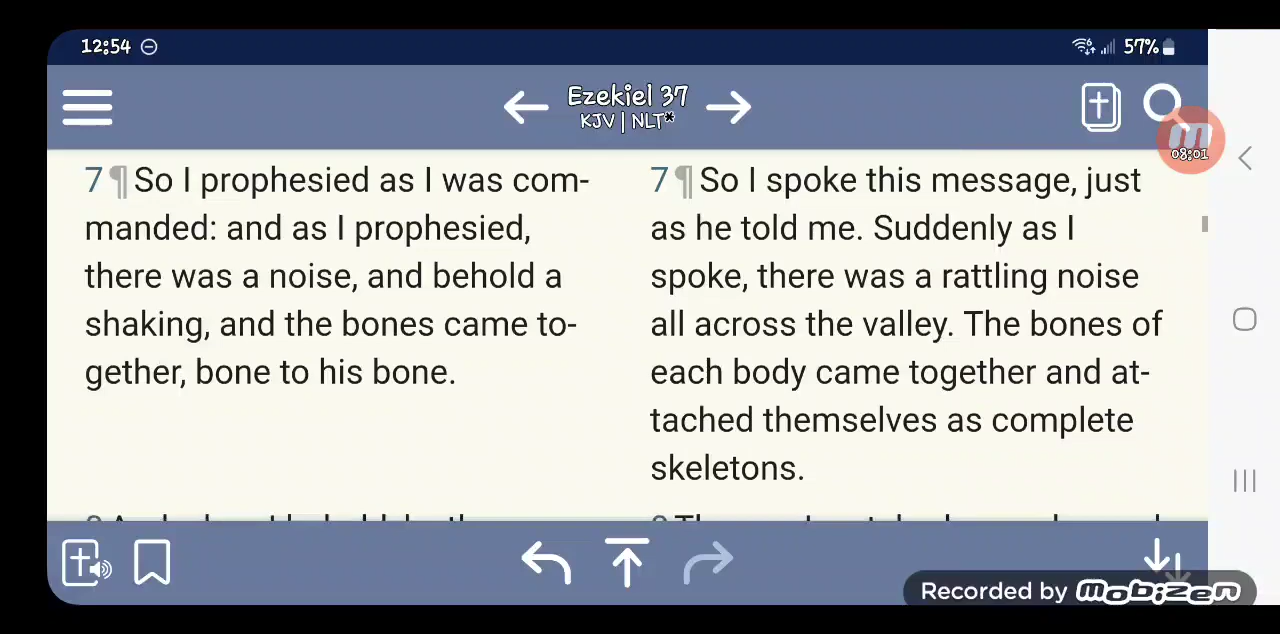 12:54
57%
Ezekiel 37
KJV | NLT*
08:01
7 ¶ So I prophesied as I was com-
manded: and as I prophesied,
there was a noise, and behold a
shaking, and the bones came to-
gether, bone to his bone.
7 ¶ So I spoke this message, just
as he told me. Suddenly as I
spoke, there was a rattling noise
all across the valley. The bones of
each body came together and at-
tached themselves as complete
skeletons.
Recorded by Mobizen